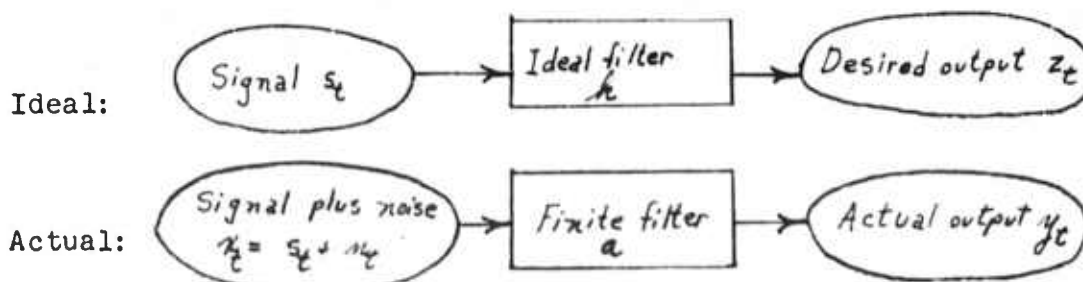 Ideal:
Signal s_t
Ideal filter
h
Desired output z_t
Actual:
Signal plus noise
x_t = s_t + n_t
Finite filter
a
Actual output y_t